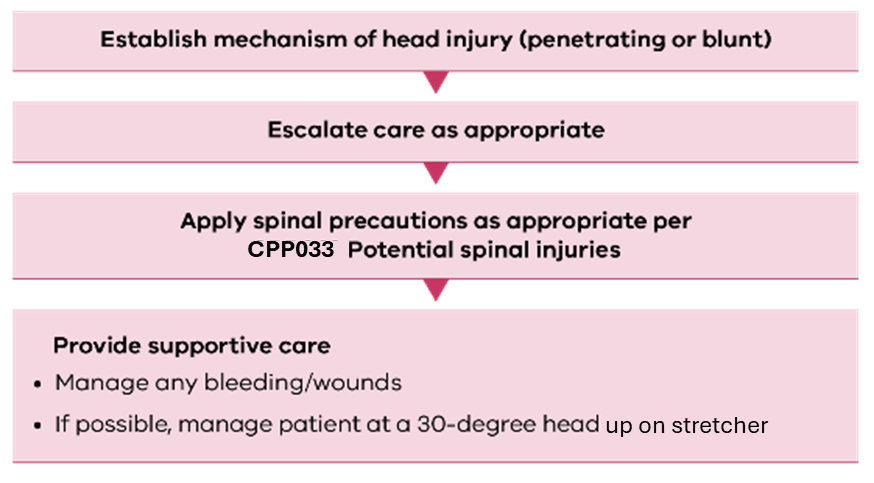 Establish mechanism of head injury (penetrating or blunt)
Escalate care as appropriate
Apply spinal precautions as appropriate per
CPP033 Potential spinal injuries
Provide supportive care
• Manage any bleeding/wounds
• If possible, manage patient at a 30-degree head up on stretcher